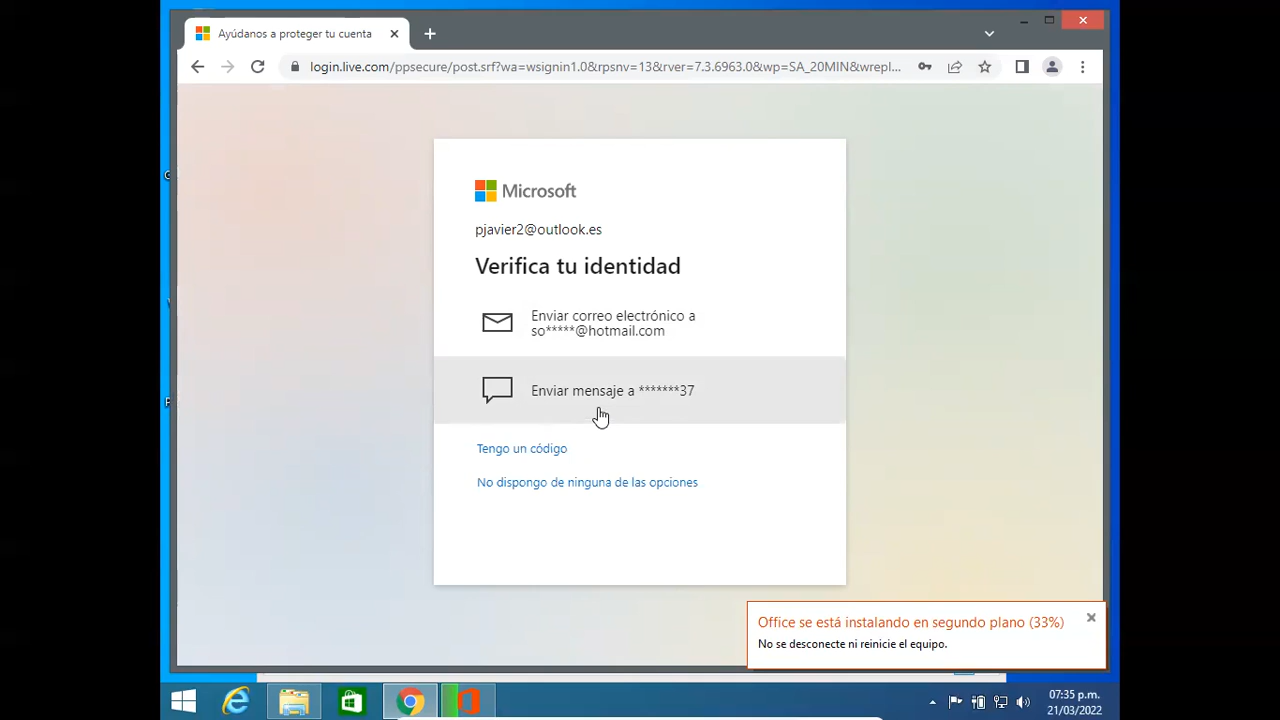 Ayúdanos a proteger tu cuenta
login.live.com/ppsecure/post.srf?wa=wsignin1.0&rpsnv=13&rver=7.3.6963.0&wp=SA_20MIN&wrepl...
Microsoft
pjavier2@outlook.es
Verifica tu identidad
Enviar correo electrónico a
so*****@hotmail.com
Enviar mensaje a *******37
Tengo un código
No dispongo de ninguna de las opciones
Office se está instalando en segundo plano (33%)
No se desconecte ni reinicie el equipo.
07:35 p.m.
21/03/2022